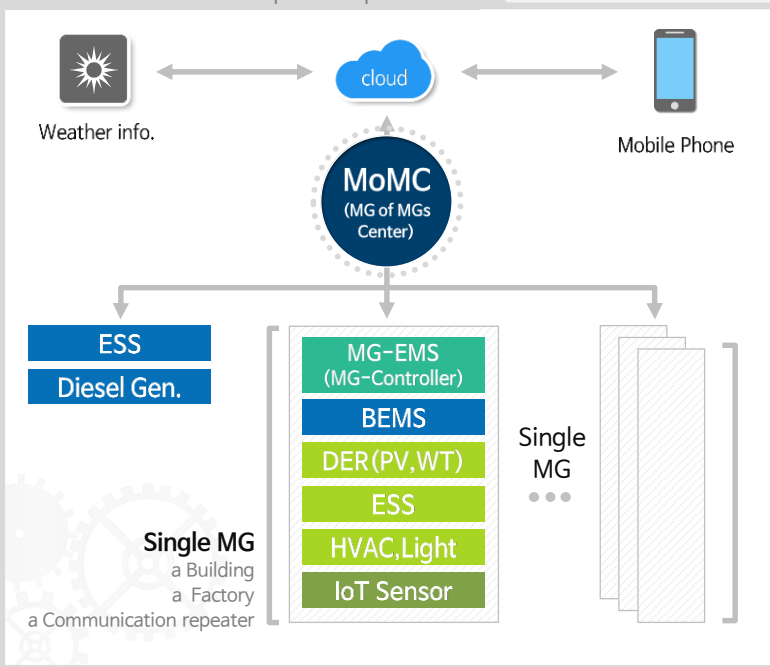 cloud
Weather info.
Mobile Phone
MoMC
(MG of MGs
Center)
ESS
Diesel Gen.
MG-EMS
(MG-Controller)
BEMS
DER(PV,WT)
ESS
HVAC,Light
IoT Sensor
Single MG
a Building
a Factory
a Communication repeater
Single
MG